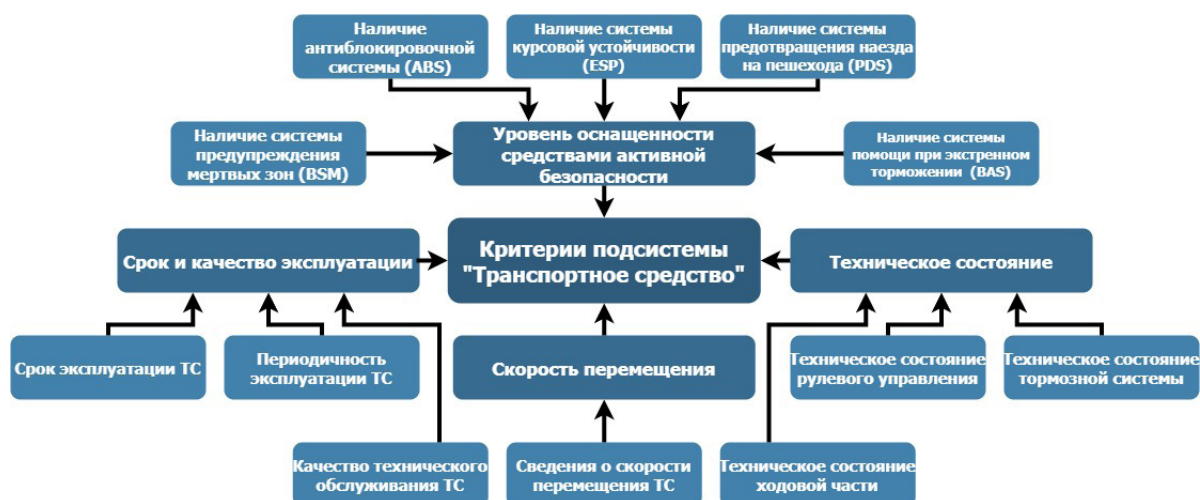 Наличие
антиблокировочной
системы (ABS)
Наличие системы
курсовой устойчивости
(ESP)
Наличие системы
предотвращения наезда
на пешехода (PDS)
Наличие системы
предупреждения
мертвых зон (BSM)
Уровень оснащенности
средствами активной
безопасности
Наличие системы
помощи при экстренном
торможении (BAS)
Срок и качество эксплуатации
Критерии подсистемы
"Транспортное средство"
Техническое состояние
Срок эксплуатации ТС
Периодичность
эксплуатации ТС
Скорость перемещения
Техническое состояние
рулевого управления
Техническое состояние
тормозной системы
Качество технического
обслуживания ТС
Сведения о скорости
перемещения ТС
Техническое состояние
ходовой части